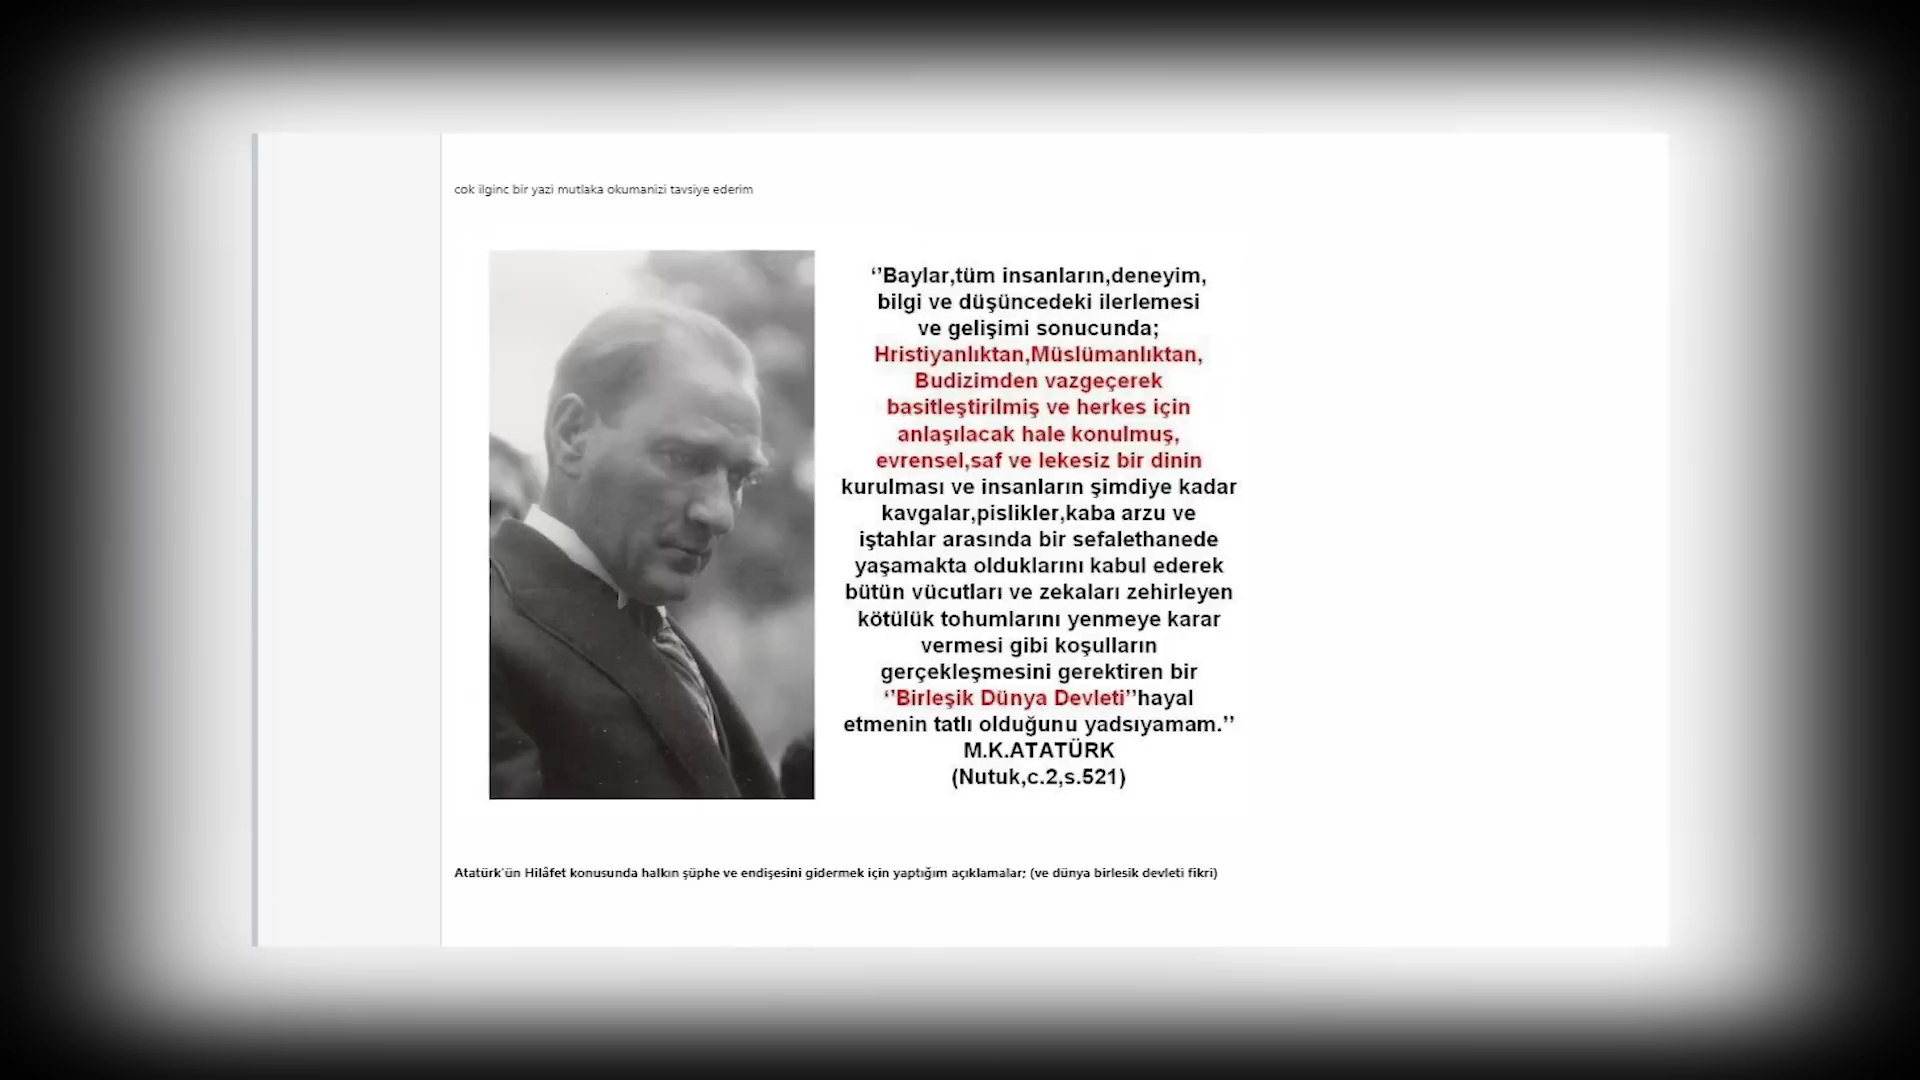 cok ilginc bir yazi mutlaka okumanizi tavsiye ederim
‘’Baylar,tüm insanların,deneyim,
bilgi ve düşüncedeki ilerlemesi
ve gelişimi sonucunda;
Hristiyanlıktan,Müslümanlıktan,
Budizimden vazgeçerek
basitleştirilmiş ve herkes için
anlaşılacak hale konulmuş,
evrensel,saf ve lekesiz bir dinin
kurulması ve insanların şimdiye kadar
kavgalar,pislikler,kaba arzu ve
iştahlar arasında bir sefalethanede
yaşamakta olduklarını kabul ederek
bütün vücutları ve zekaları zehirleyen
kötülük tohumlarını yenmeye karar
vermesi gibi koşulların
gerçekleşmesini gerektiren bir
‘’Birleşik Dünya Devleti’’hayal
etmenin tatlı olduğunu yadsıyamam.’’
M.K.ATATÜRK
(Nutuk,c.2,s.521)
Atatürk'ün Hilâfet konusunda halkın şüphe ve endişesini gidermek için yaptığım açıklamalar; (ve dünya birlesik devleti fikri)